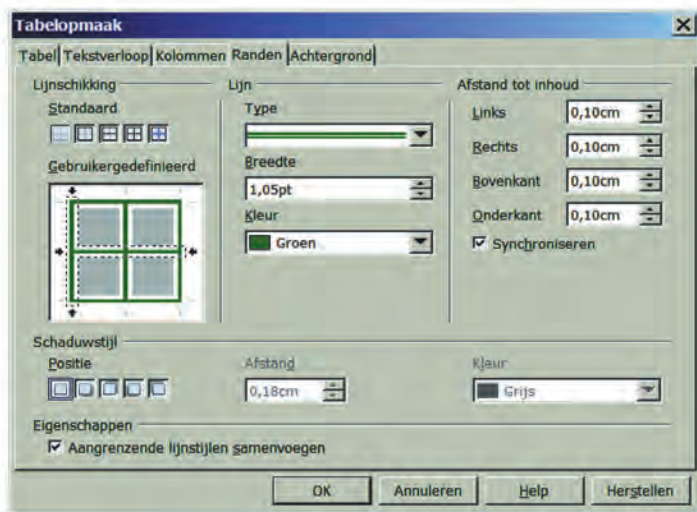 Tabelopmaak
Tabel Tekstverloop Kolommen Randen Achtergrond
Lijnschikking
Standaard
Gebruikergedefinieerd
Lijn
Type
Breedte
1,05pt
Kleur
Groen
Afstand tot inhoud
Links 0,10cm
Rechts 0,10cm
Bovenkant 0,10cm
Onderkant 0,10cm
Synchroniseren
Schaduwstijl
Positie
Afstand
0,18cm
Kleur
Grijs
Eigenschappen
Aangrenzende lijnstijlen samenvoegen
OK Annuleren Help Herstellen